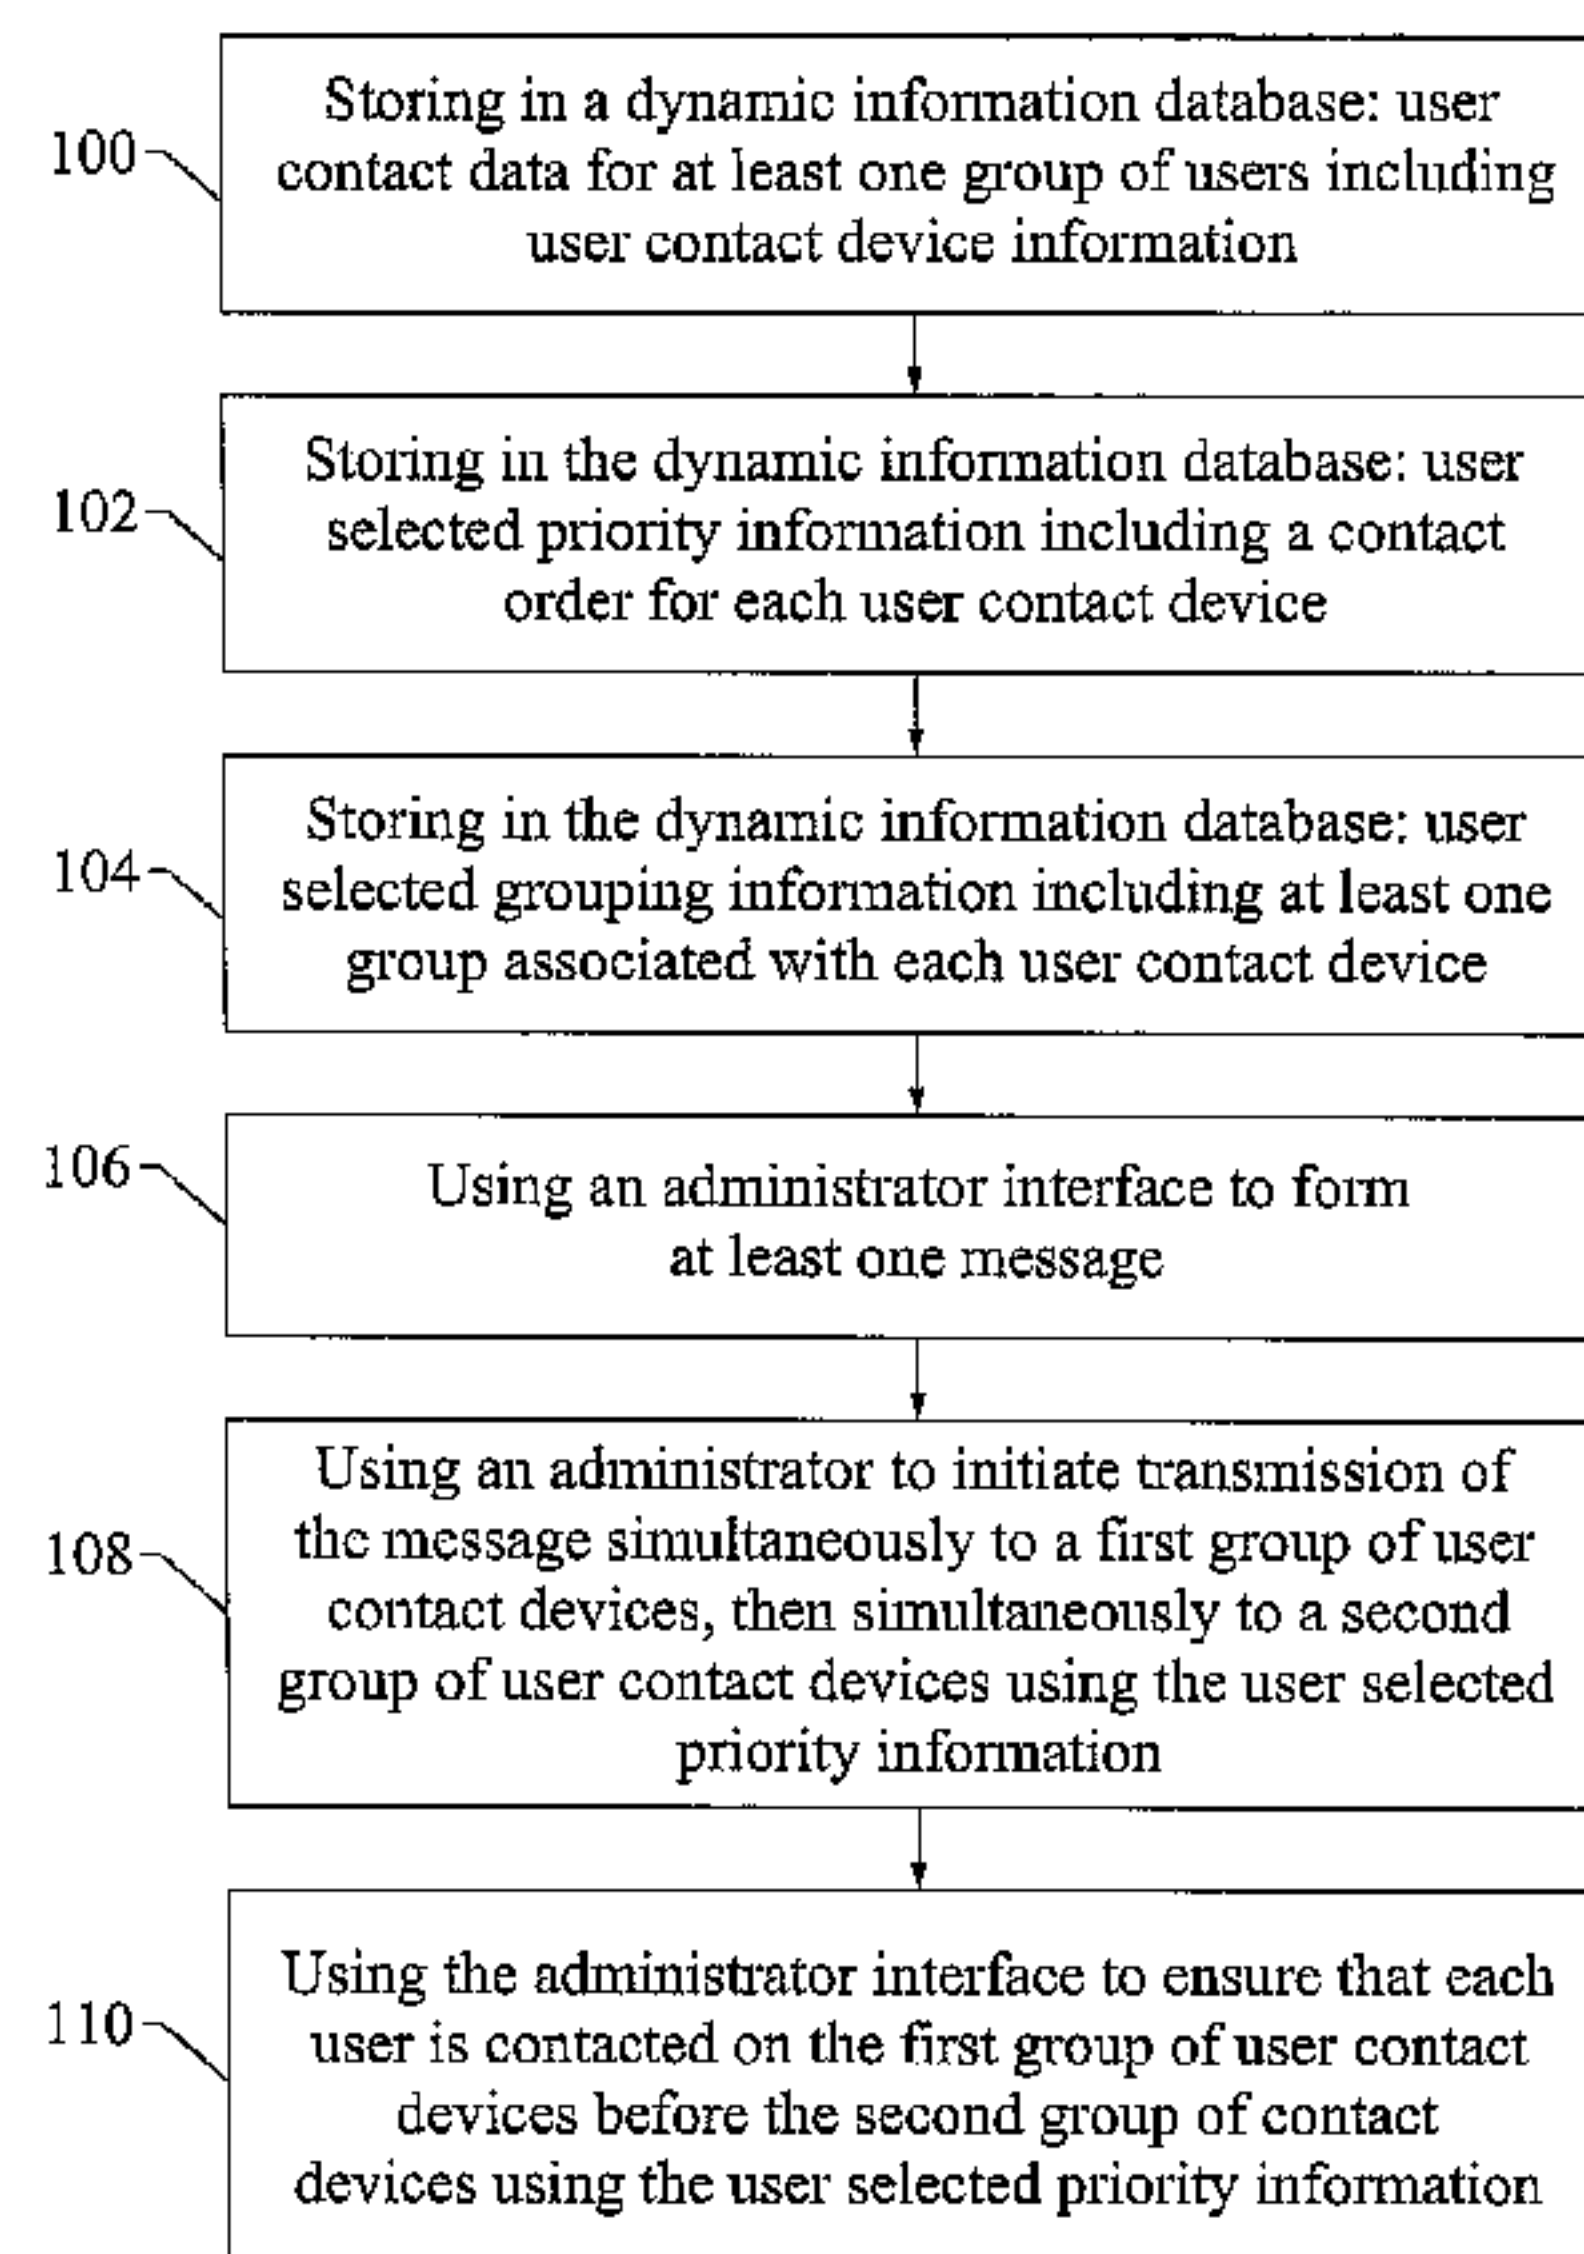 Storing in a dynamic information database: user
100
contact data for at least one group of users including
user contact device information
Storing in the dynamic information database: user
102
selected priority information including a contact
order for each user contact device
Storing in the dynamic information database: user
104
selected grouping information including at least one
group associated with each user contact device
106
Using an administrator interface to form
at least one message
Using an administrator to initiate transmission of
the message simultaneously to a first group of user
108
contact devices, then simultaneously to a second
group of user contact devices using the user selected
priority information
Using the administrator interface to ensure that each
110
user is contacted on the first group of user contact
devices before the second group of contact
devices using the user selected priority information